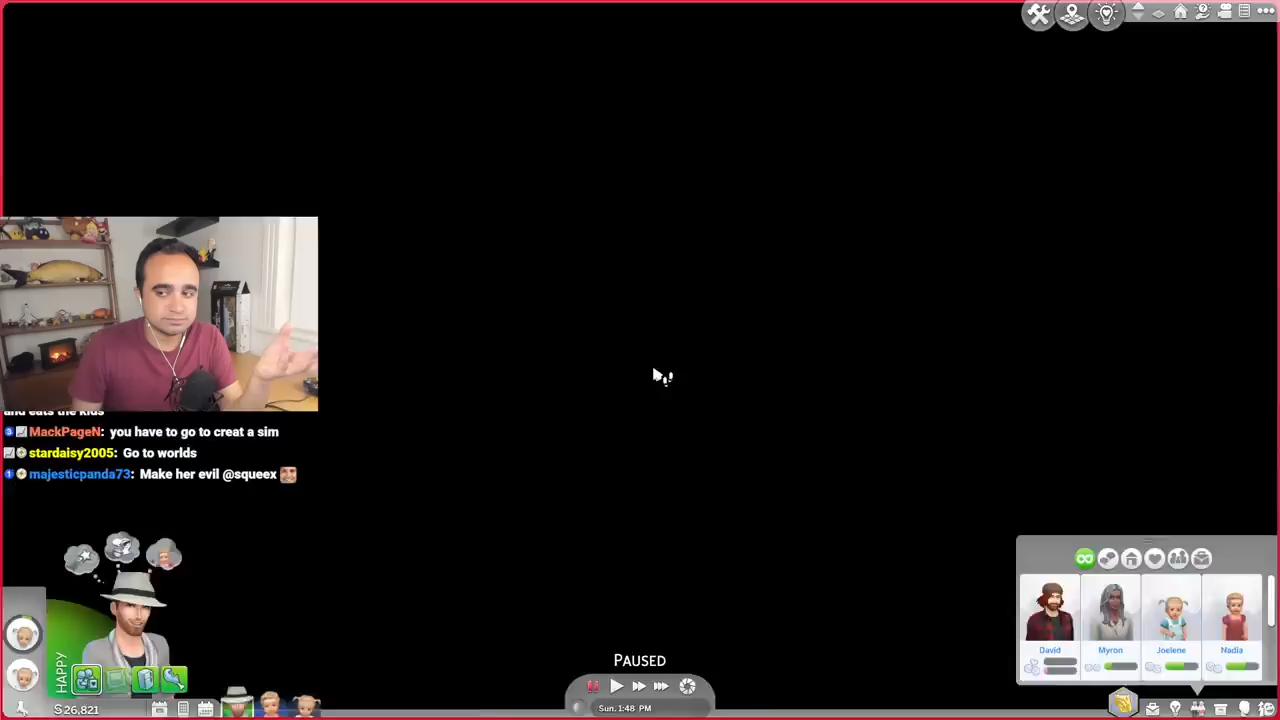 and eats the kids
MackPageN: you have to go to creat a sim
stardaisy2005: Go to worlds
majesticpanda73: Make her evil @squeex
HAPPY
§26,821
PAUSED
Sun. 1:48 PM
David
Myron
Joelene
Nadia